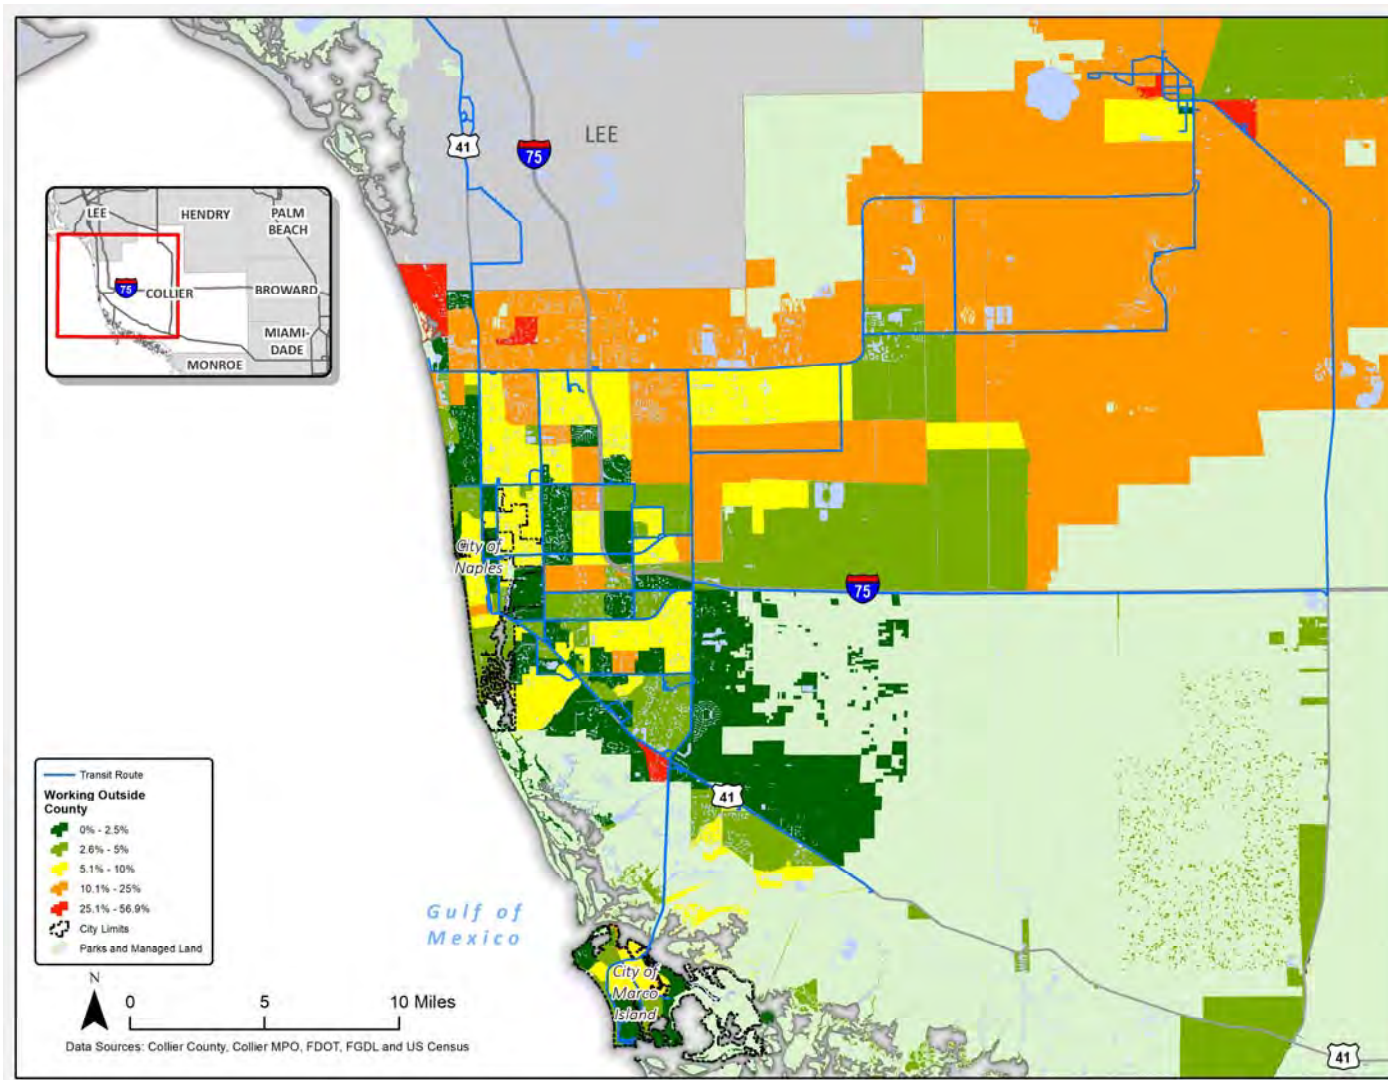 LEE
41
75
LEE
HENDRY
PALM
BEACH
75
COLLIER
BROWARD
MIAMI-
DADE
MONROE
City of
Naples
75
41
Transit Route
Working Outside
County
0% - 2.5%
2.6% - 5%
5.1% - 10%
10.1% - 25%
25.1% - 56.9%
City Limits
Parks and Managed Land
Gulf of
Mexico
City of
Marco
Island
N
0 5 10 Miles
Data Sources: Collier County, Collier MPO, FDOT, FGDL and US Census
41